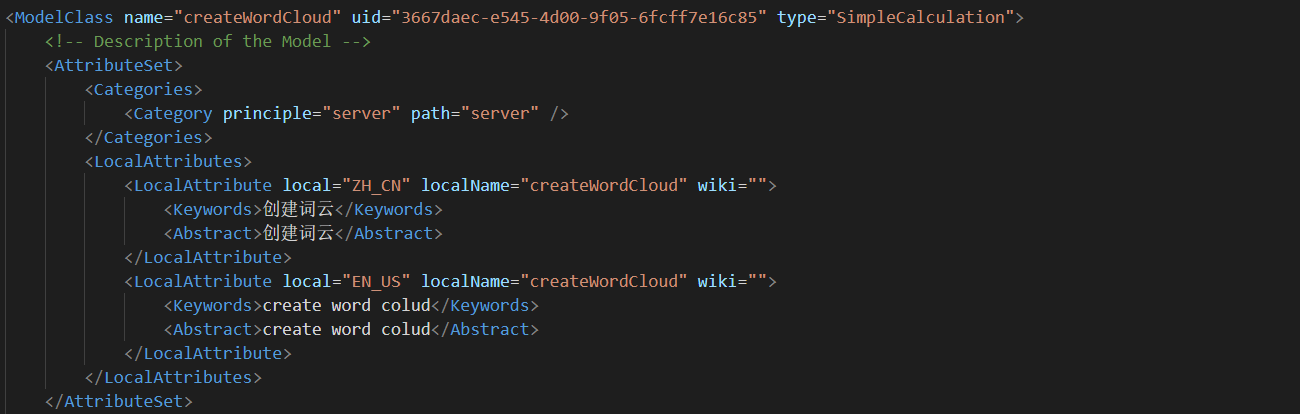 <ModelClass name="createWordCloud" uid="3667daec-e545-4d00-9f05-6fcff7e16c85" type="SimpleCalculation">
<!-- Description of the Model -->
<AttributeSet>
<Categories>
<Category principle="server" path="server" />
</Categories>
<LocalAttributes>
<LocalAttribute local="ZH_CN" localName="createWordCloud" wiki="">
<Keywords>创建词云</Keywords>
<Abstract>创建词云</Abstract>
</LocalAttribute>
<LocalAttribute local="EN_US" localName="createWordCloud" wiki="">
<Keywords>create word colud</Keywords>
<Abstract>create word colud</Abstract>
</LocalAttribute>
</LocalAttributes>
</AttributeSet>